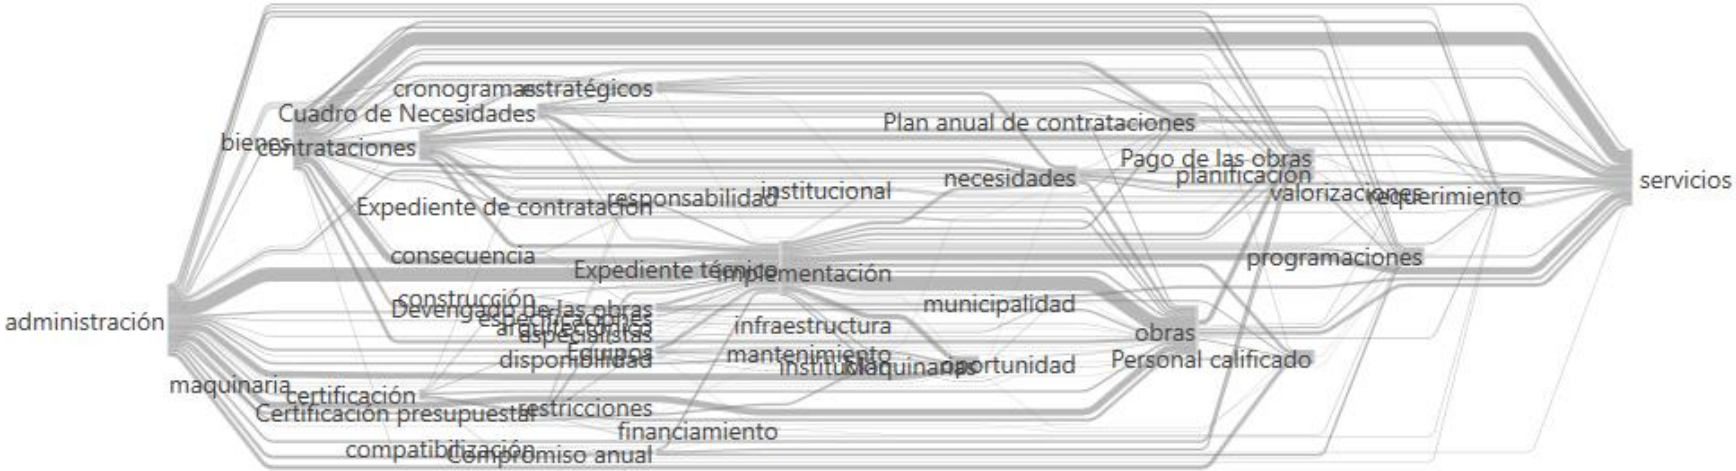 cronogramas
estratégicos
Cuadro de Necesidades
Plan anual de contrataciones
bienes
contrataciones
Pago de las obras
planificación
necesidades
servicios
institucional
valorizaciones
requerimiento
responsabilidad
Expediente de contratación
consecuencia
programaciones
Expediente técnico
implementación
construcción
municipalidad
Devengado de las obras
especificaciones
administración
arquitectónico
infraestructura
especialistas
obras
Equipos
mantenimiento
disponibilidad
Personal calificado
institución
Maquinarias
oportunidad
maquinaria
certificación
restricciones
Certificación presupuestal
financiamiento
compatibilización
Compromiso anual